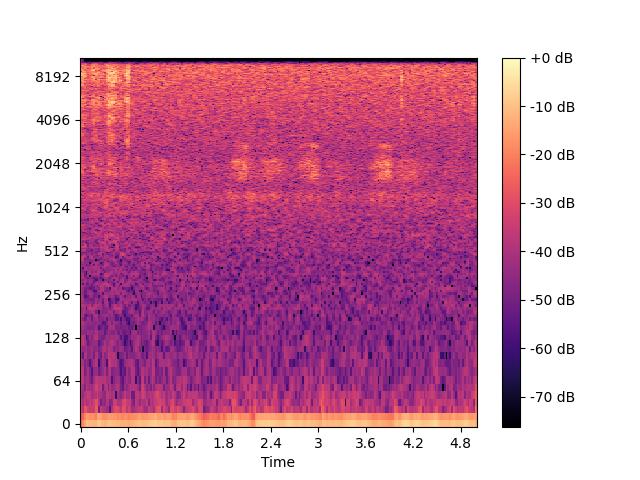 8192
4096
2048
1024
512
256
128
64
0
Hz
0 0.6 1.2 1.8 2.4 3 3.6 4.2 4.8
Time
+0 dB
-10 dB
-20 dB
-30 dB
-40 dB
-50 dB
-60 dB
-70 dB